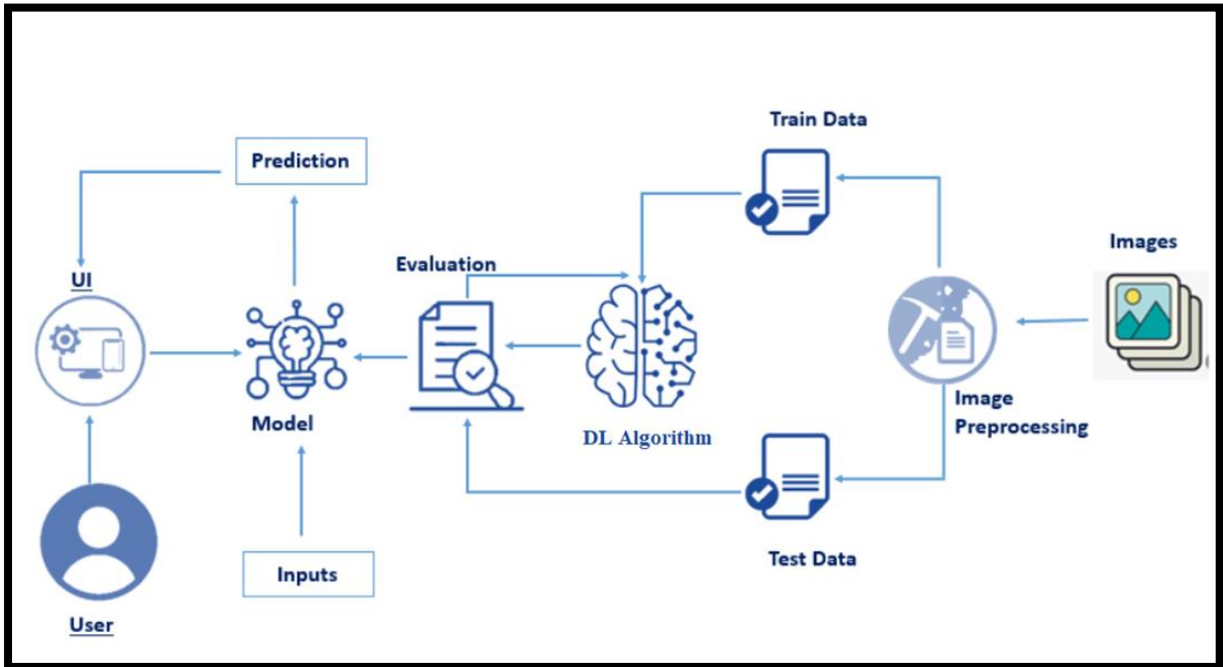 Train Data
Prediction
Images
Evaluation
UI
Image
Preprocessing
Model
DL Algorithm
Test Data
Inputs
User